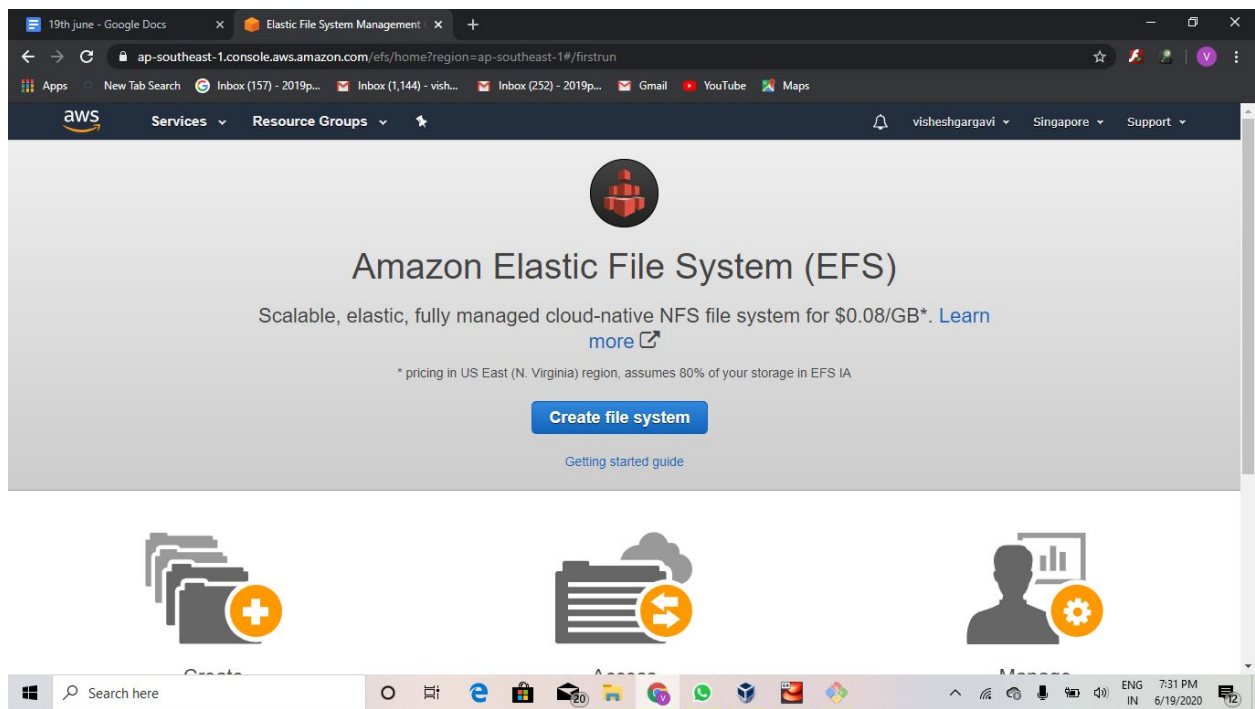 19th june - Google Docs
Elastic File System Management
ap-southeast-1.console.aws.amazon.com/efs/home?region=ap-southeast-1#/firstrun
Apps New Tab Search Inbox (157) - 2019p... Inbox (1,144) - vish... Inbox (252) - 2019p... Gmail YouTube Maps
aws Services Resource Groups visheshgargavi Singapore Support
Amazon Elastic File System (EFS)
Scalable, elastic, fully managed cloud-native NFS file system for $0.08/GB*. Learn
more
* pricing in US East (N. Virginia) region, assumes 80% of your storage in EFS IA
Create file system
Getting started guide
Create Access Manage
Search here
20
ENG 7:31 PM
IN 6/19/2020
12